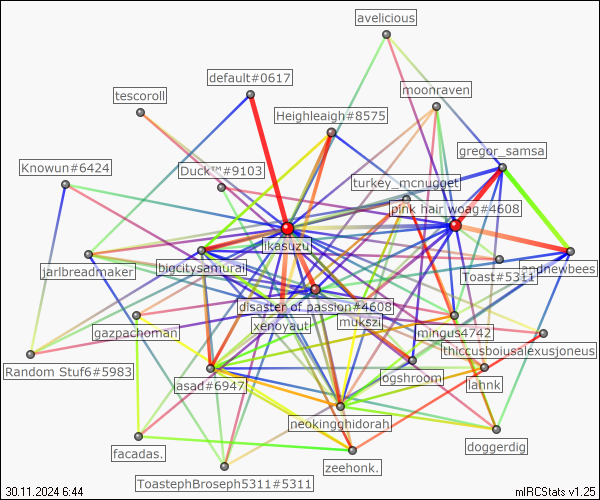 avelicious
default#0617
tescoroll
moonraven
Heighleaigh#8575
gregor_samsa
Knowun#6424
Duck™#9103
turkey_mcnugget
pink hair woag#4608
ikasuzu
bigcitysamurai
jarlbreadmaker
Toast#5311
andnewbees
disaster of passion#4608
xenoyaut
mukszi
mingus4742
gazpachoman
thiccusboiusalexusjoneus
Random Stuf6#5983
asad#6947
logshroom
lahnk
neokingghidorah
doggerdig
facadas.
zeehonk.
ToastephBroseph5311#5311
30.11.2024 6:44
mIRCStats v1.25